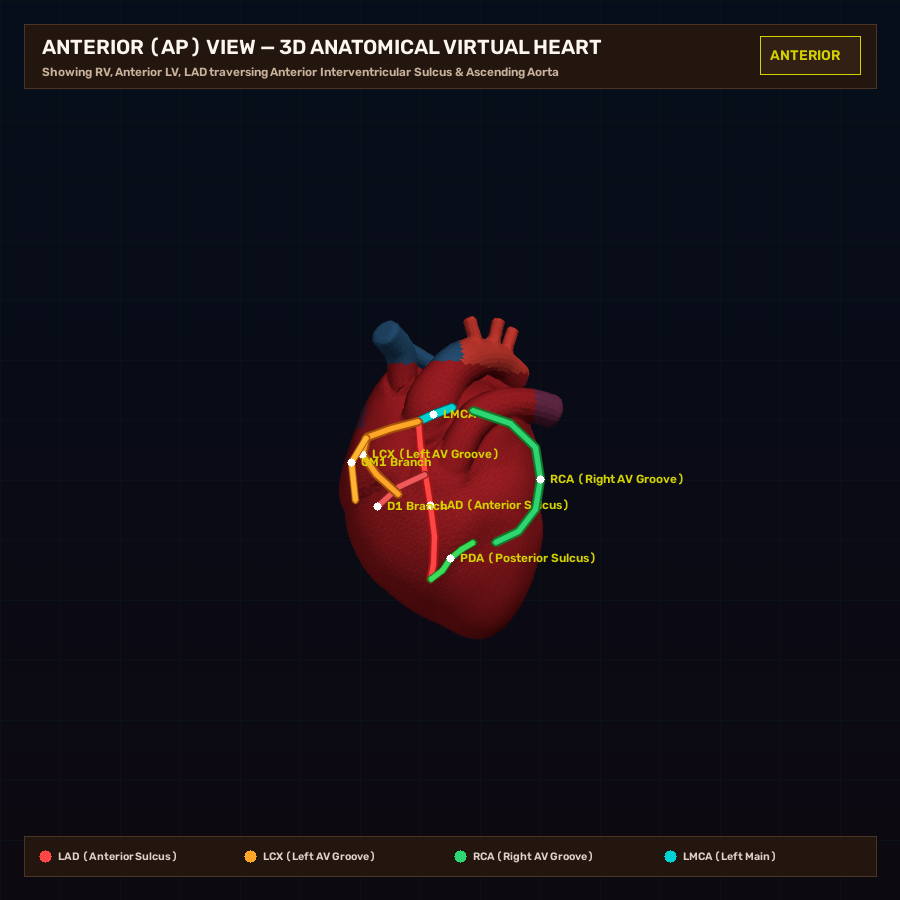 ANTERIOR (AP) VIEW — 3D ANATOMICAL VIRTUAL HEART
Showing RV, Anterior LV, LAD traversing Anterior Interventricular Sulcus & Ascending Aorta
ANTERIOR
LMCA
LCX (Left AV Groove)
OM1 Branch
RCA (Right AV Groove)
D1 Branch
LAD (Anterior Sulcus)
PDA (Posterior Sulcus)
LAD (Anterior Sulcus)
LCX (Left AV Groove)
RCA (Right AV Groove)
LMCA (Left Main)